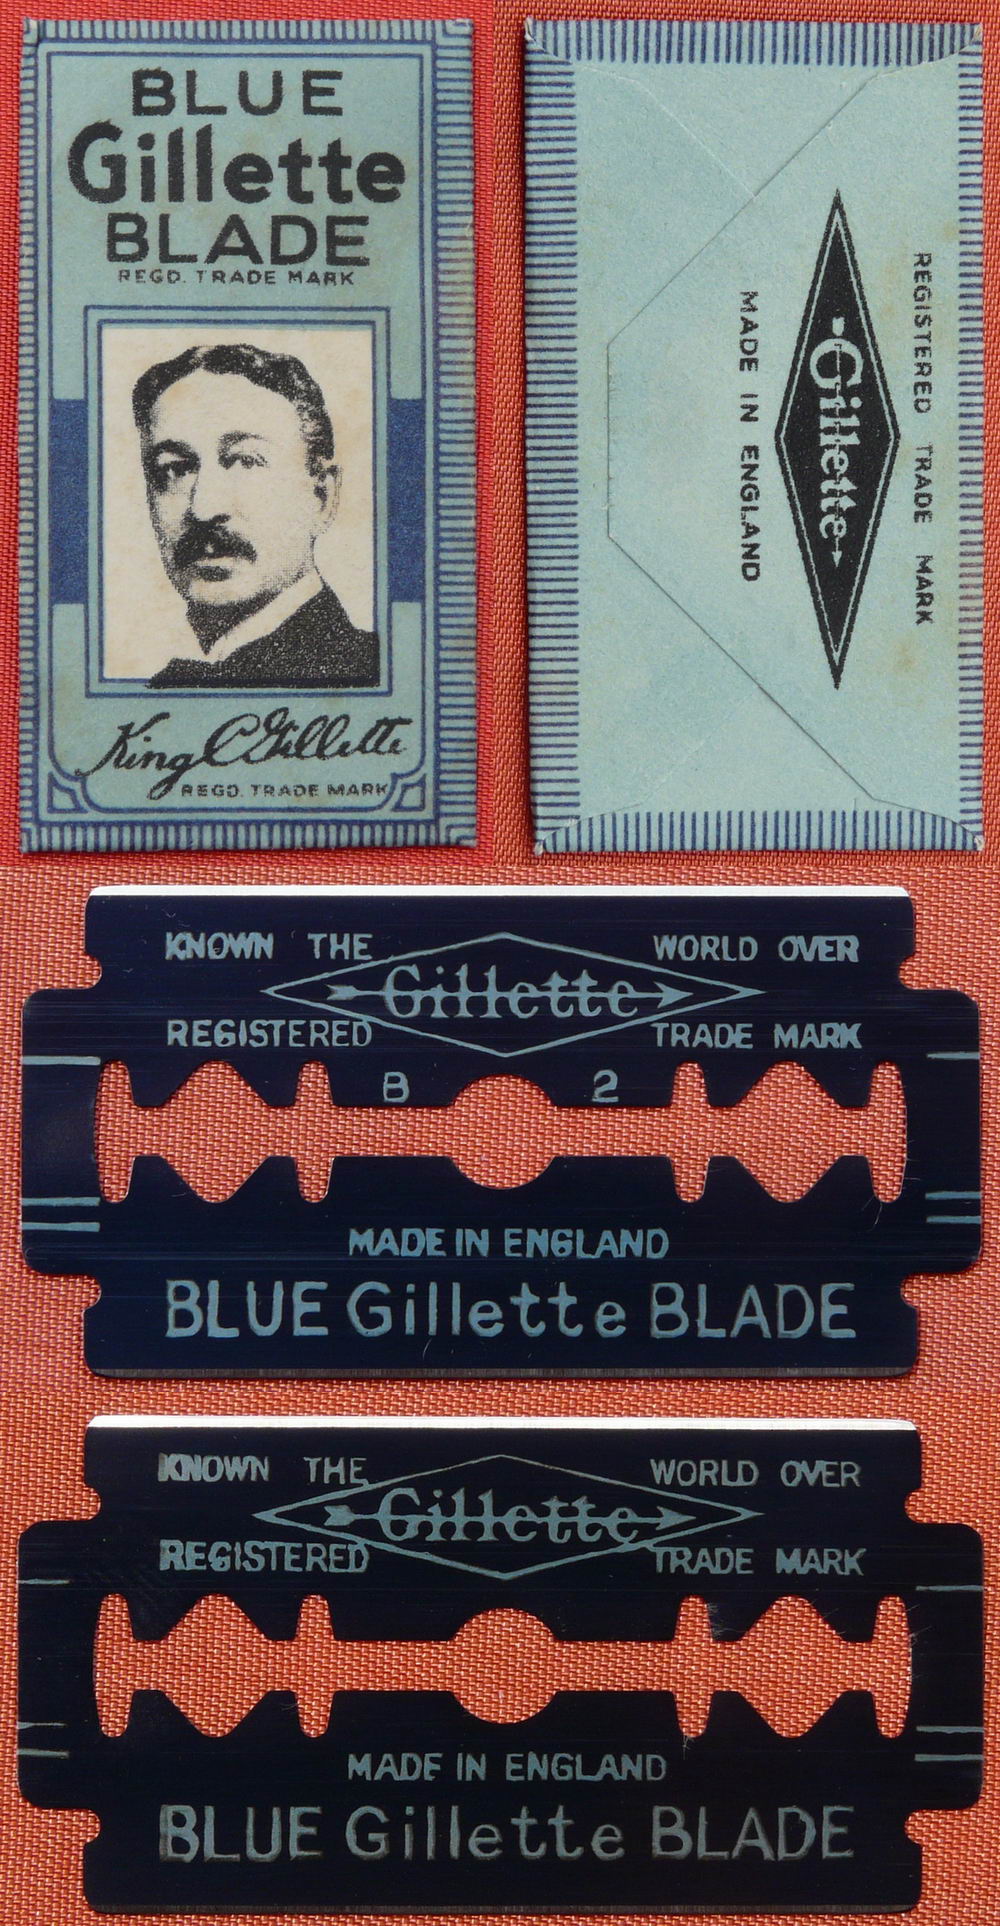 BLUE
Gillette
BLADE
REGD. TRADE MARK
King C Gillette
REGD. TRADE MARK
REGISTERED TRADE MARK
Gillette
MADE IN ENGLAND
KNOWN THE WORLD OVER
Gillette
REGISTERED TRADE MARK
B 2
MADE IN ENGLAND
BLUE Gillette BLADE
KNOWN THE WORLD OVER
Gillette
REGISTERED TRADE MARK
MADE IN ENGLAND
BLUE Gillette BLADE